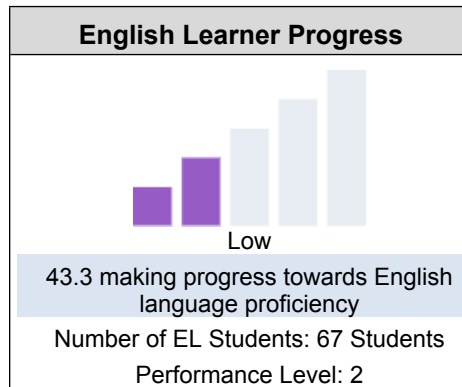 English Learner Progress
Low
43.3 making progress towards English
language proficiency
Number of EL Students: 67 Students
Performance Level: 2